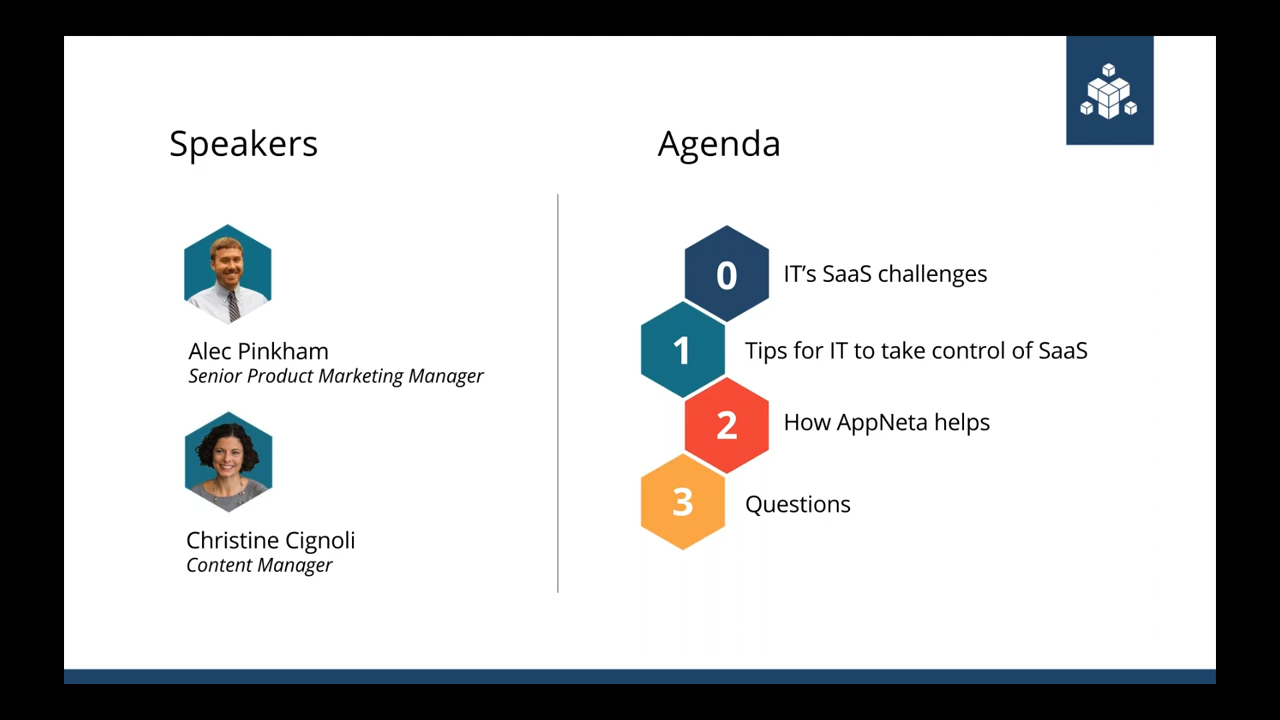 Speakers
Alec Pinkham
Senior Product Marketing Manager
Christine Cignoli
Content Manager
Agenda
0 IT’s SaaS challenges
1 Tips for IT to take control of SaaS
2 How AppNeta helps
3 Questions